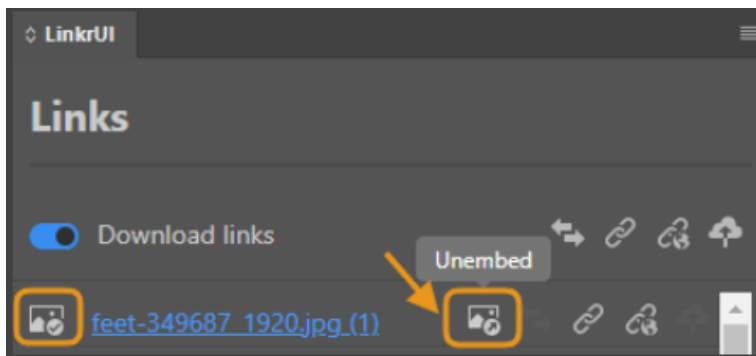 LinkrUI
Links
Download links
Unembed
feet-349687_1920.jpg (1)